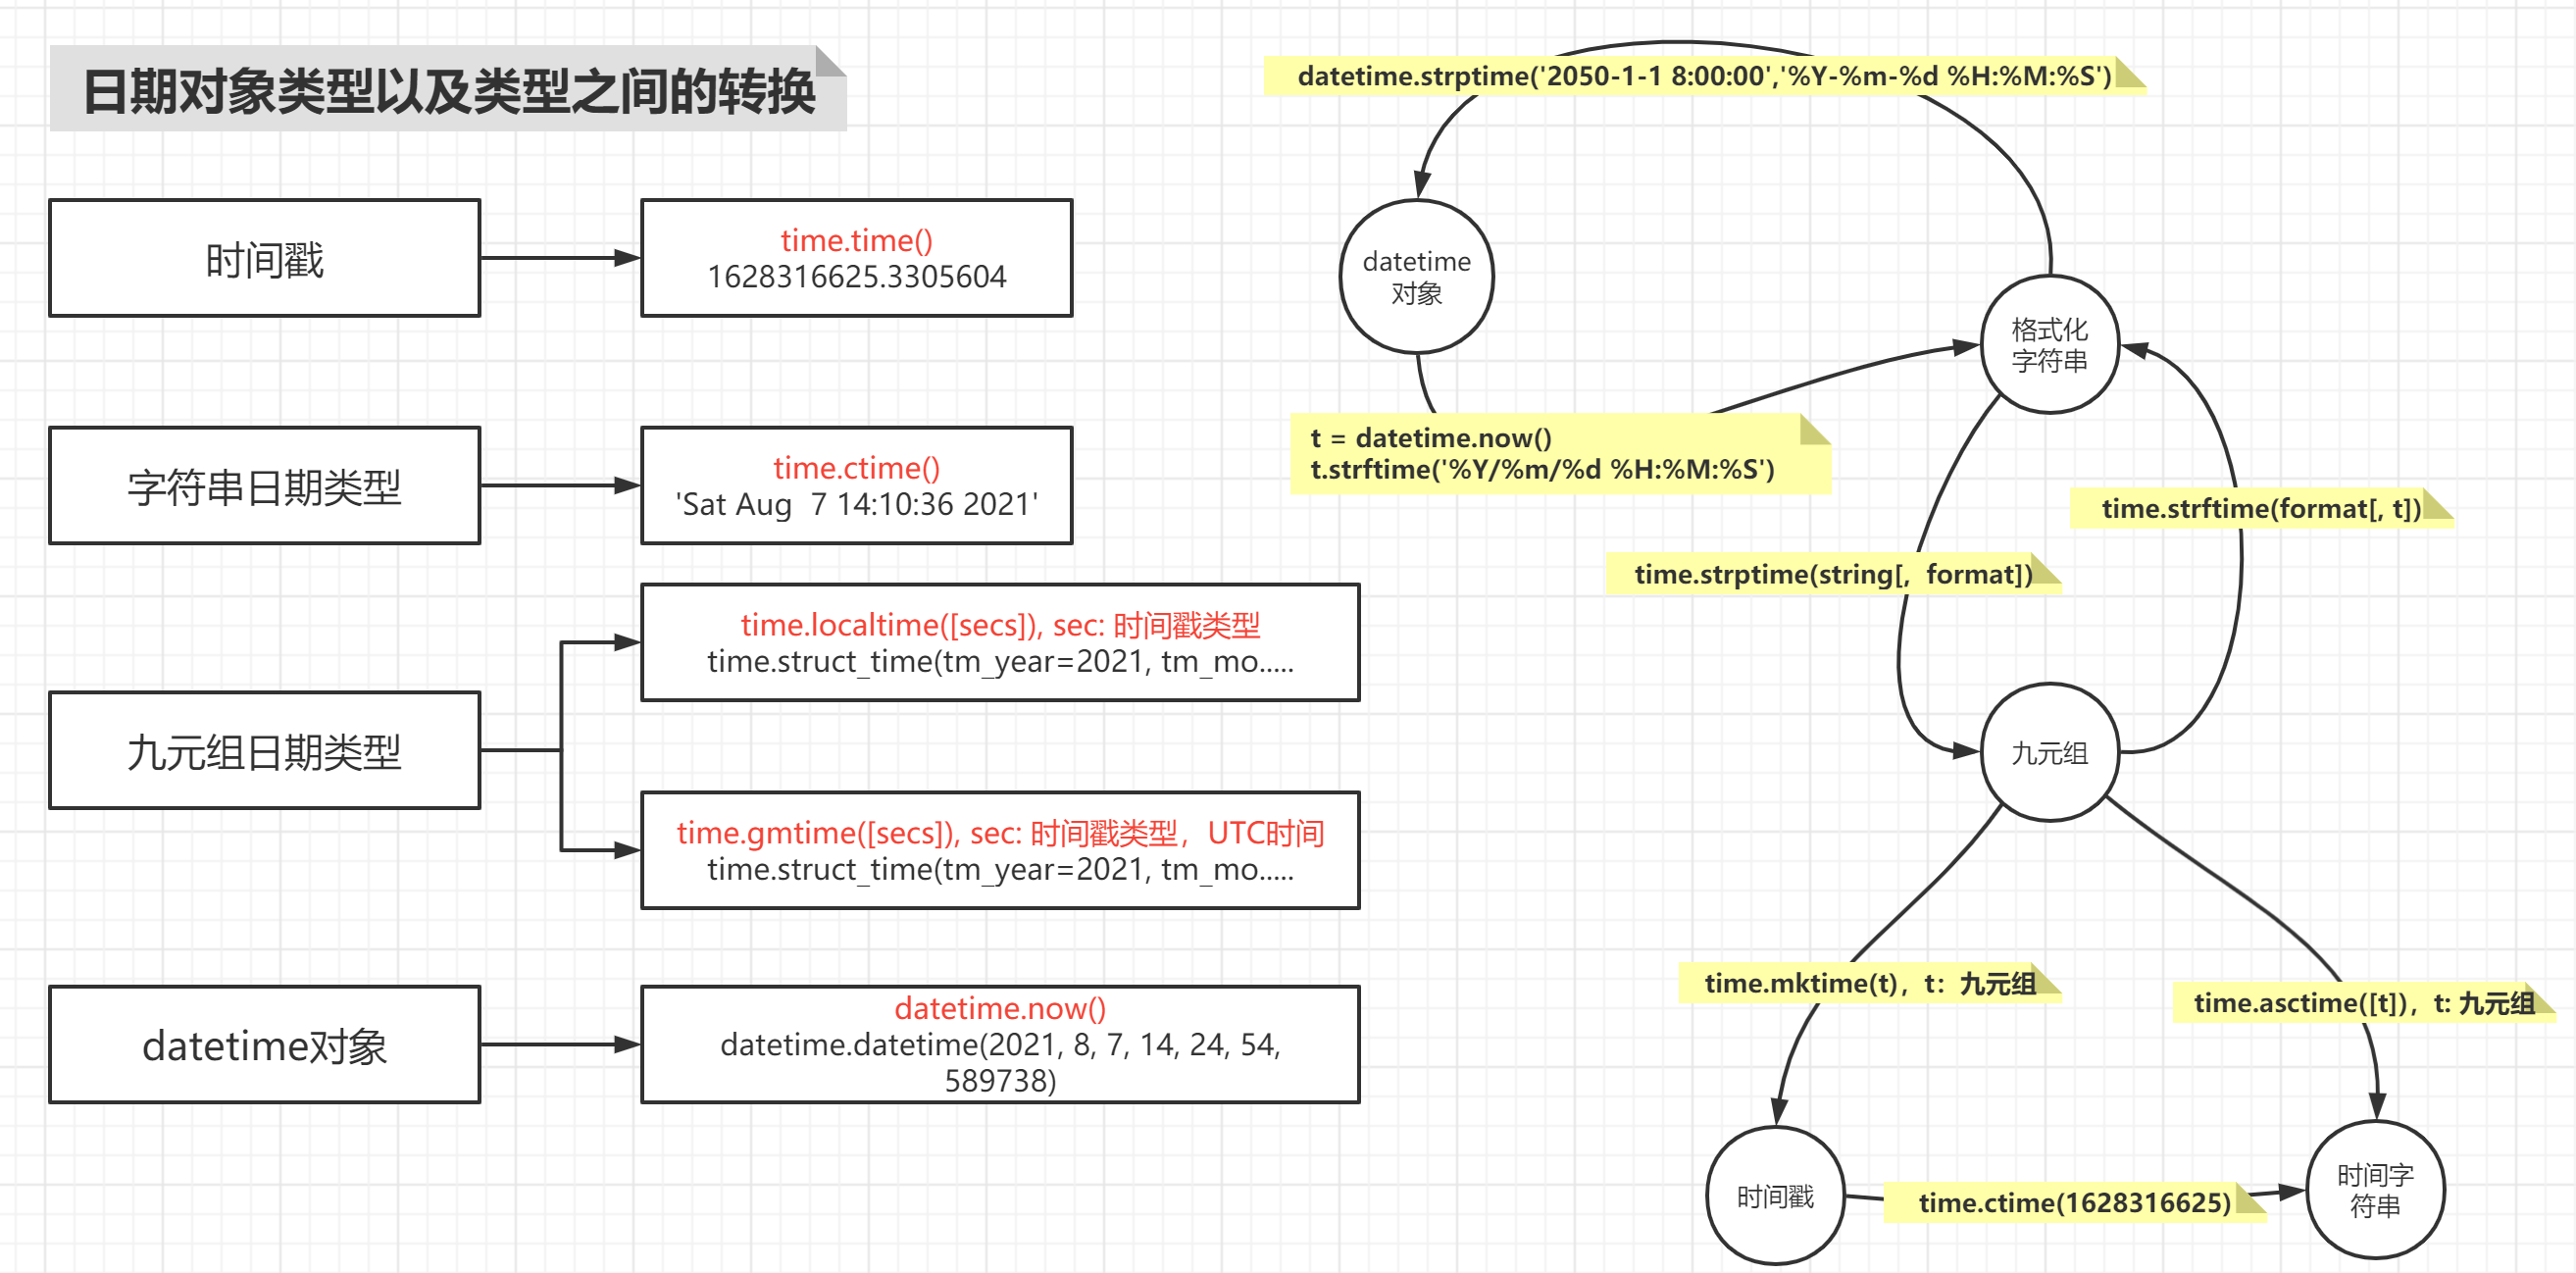 日期对象类型以及类型之间的转换
时间戳
time.time()
1628316625.3305604
字符串日期类型
time.ctime()
'Sat Aug  7 14:10:36 2021'
九元组日期类型
time.localtime([secs]), sec: 时间戳类型
time.struct_time(tm_year=2021, tm_mo.....
time.gmtime([secs]), sec: 时间戳类型，UTC时间
time.struct_time(tm_year=2021, tm_mo.....
datetime对象
datetime.now()
datetime.datetime(2021, 8, 7, 14, 24, 54,
589738)
datetime.strptime('2050-1-1 8:00:00','%Y-%m-%d %H:%M:%S')
datetime
对象
格式化
字符串
t = datetime.now()
t.strftime('%Y/%m/%d %H:%M:%S')
time.strftime(format[, t])
time.strptime(string[,  format])
九元组
time.mktime(t)，t：九元组
time.asctime([t])，t: 九元组
时间戳
time.ctime(1628316625)
时间字
符串